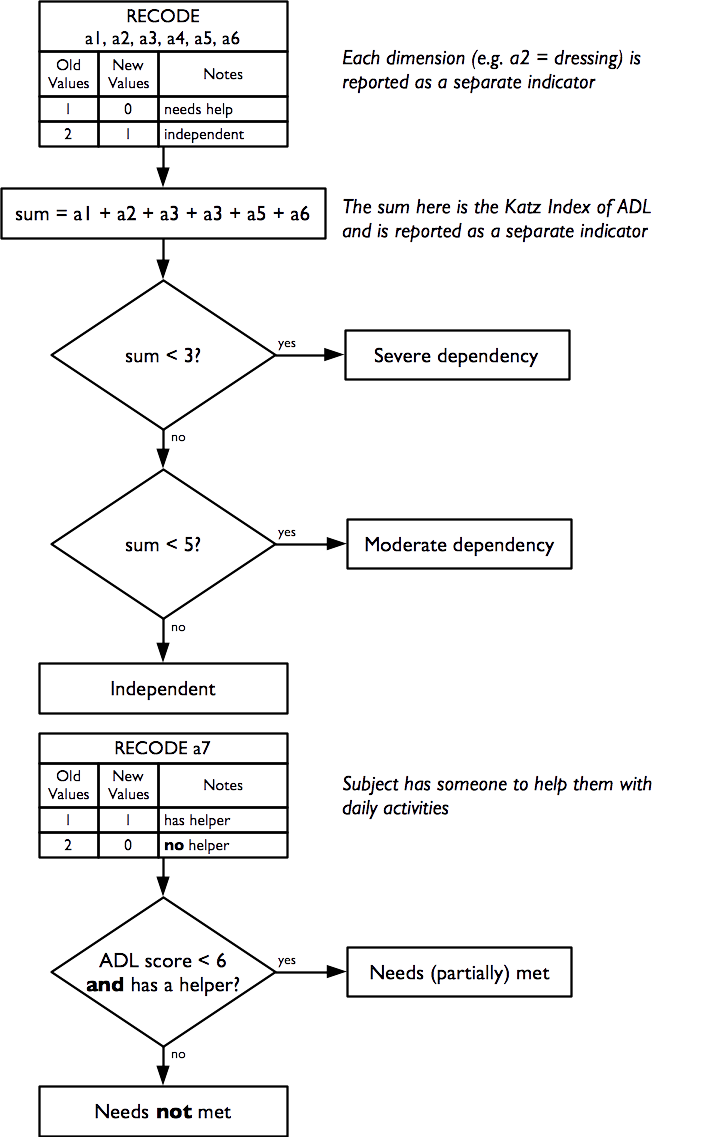 RECODE
a1, a2, a3, a4, a5, a6
Old Values New Values Notes
1 0 needs help
2 1 independent
Each dimension (e.g. a2 = dressing) is
reported as a separate indicator
sum = a1 + a2 + a3 + a3 + a5 + a6
The sum here is the Katz Index of ADL
and is reported as a separate indicator
sum < 3?
yes
Severe dependency
no
sum < 5?
yes
Moderate dependency
no
Independent
RECODE a7
Old Values New Values Notes
1 1 has helper
2 0 no helper
Subject has someone to help them with
daily activities
ADL score < 6
and has a helper?
yes
Needs (partially) met
no
Needs not met